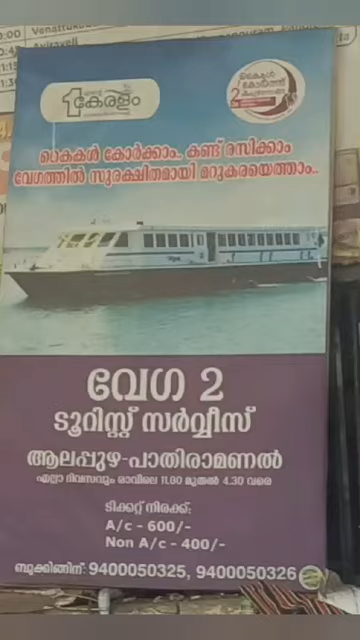 കേരളം
2
കൈകൾ കോർക്കാം.. കണ്ട് രസിക്കാം
വേഗത്തിൽ സുരക്ഷിതമായി മറുകരയെത്താം..
വേഗ 2
ടൂറിസ്റ്റ് സർവ്വീസ്
ആലപ്പുഴ-പാതിരാമണൽ
എല്ലാ ദിവസവും രാവിലെ 11.00 മുതൽ 4.30 വരെ
ടിക്കറ്റ് നിരക്ക്:
A/c - 600/-
Non A/c - 400/-
ബുക്കിങ്ങിന്: 9400050325, 9400050326